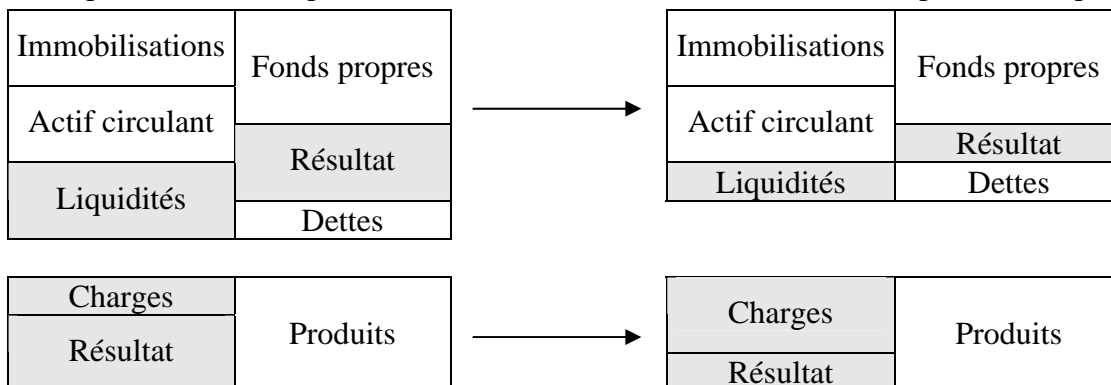 Immobilisations
Fonds propres
Actif circulant
Résultat
Liquidités
Dettes
Immobilisations
Fonds propres
Actif circulant
Résultat
Liquidités
Dettes
Charges
Produits
Résultat
Charges
Produits
Résultat